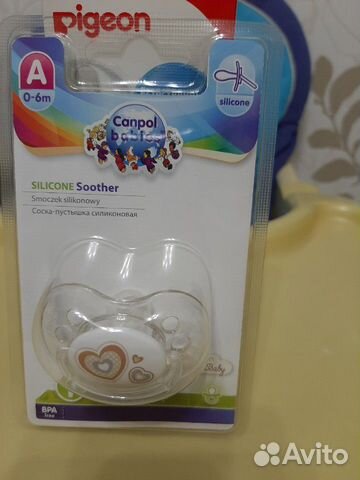 pigeon
A
0-6m
Canpol
babies
silicone
SILICONE Soother
Smoczek silikonowy
Соска-пустышка силиконовая
Baby
BPA
free
Avito